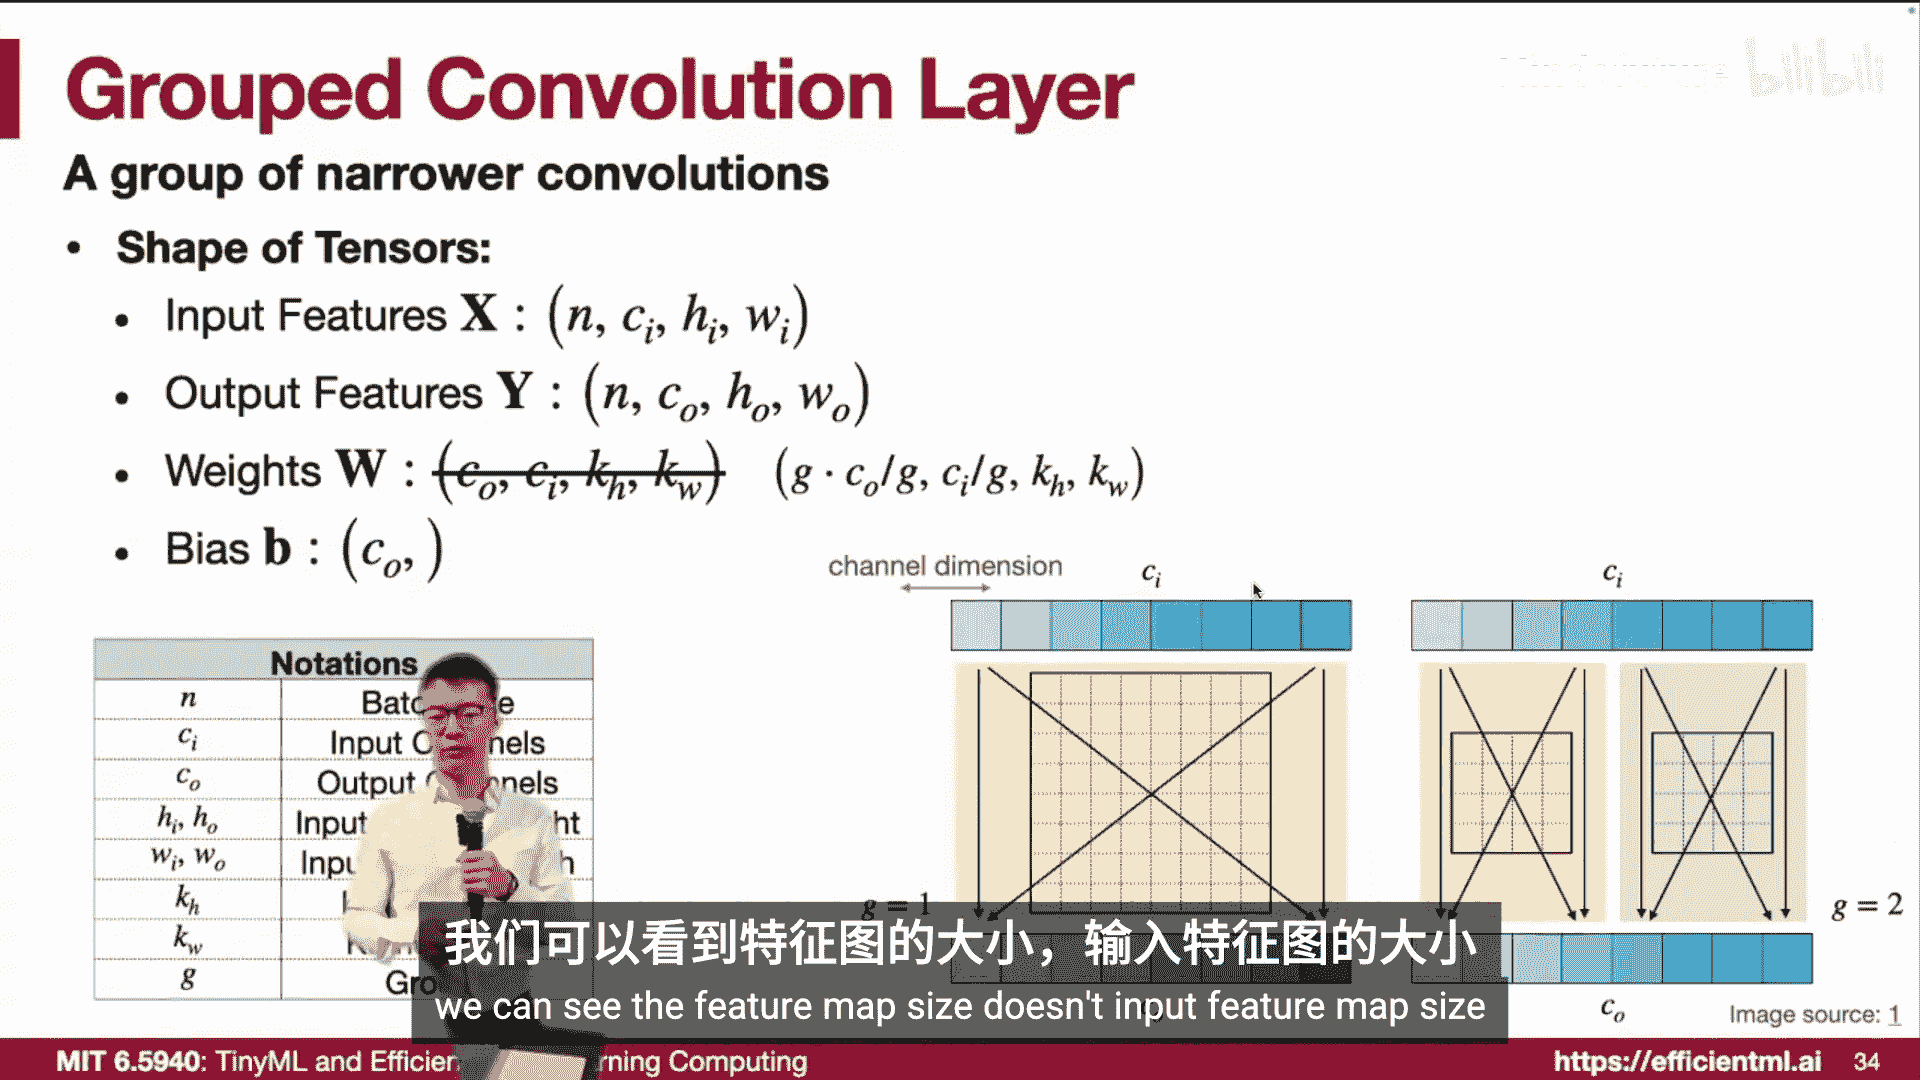 bilibili
Grouped Convolution Layer
A group of narrower convolutions
• Shape of Tensors:
• Input Features X : (n, cᵢ, hᵢ, wᵢ)
• Output Features Y : (n, cₒ, hₒ, wₒ)
• Weights W : (cₒ, cᵢ, kₕ, k_w) (g · cₒ/g, cᵢ/g, kₕ, k_w)
• Bias b : (cₒ, )
channel dimension
cᵢ
cᵢ
Notations
n
cᵢ Input
cₒ Output
hᵢ, hₒ Input
wᵢ, wₒ
kₕ
k_w
g
g = 1
g = 2
cₒ
我们可以看到特征图的大小，输入特征图的大小
we can see the feature map size doesn't input feature map size
Image source: 1
MIT 6.5940: TinyML and Computing
https://efficientml.ai 34